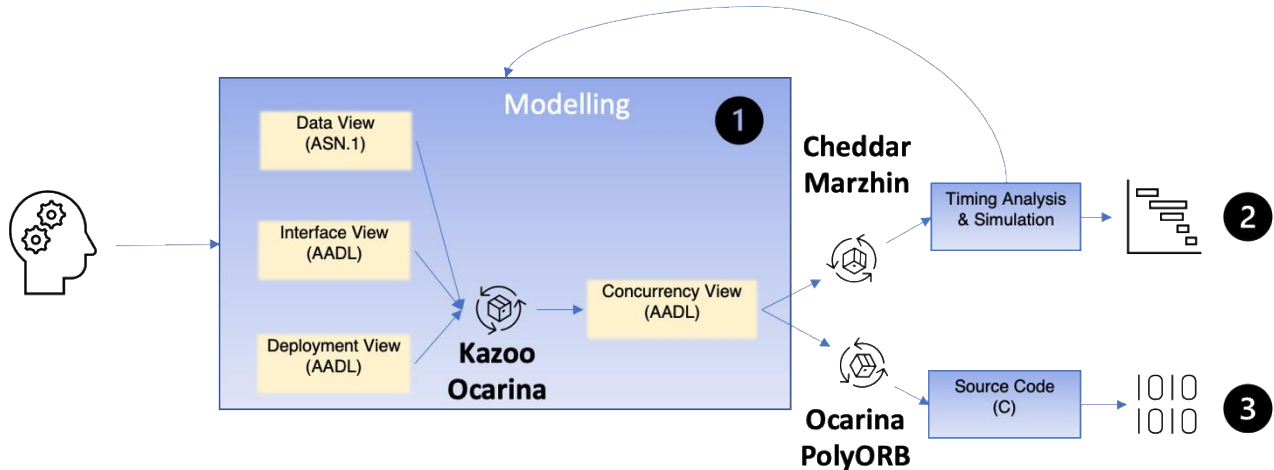 Modelling
1
Data View
(ASN.1)
Interface View
(AADL)
Deployment View
(AADL)
Kazoo
Ocarina
Concurrency View
(AADL)
Cheddar
Marzhin
Timing Analysis
& Simulation
2
Ocarina
PolyORB
Source Code
(C)
1010
1010
3